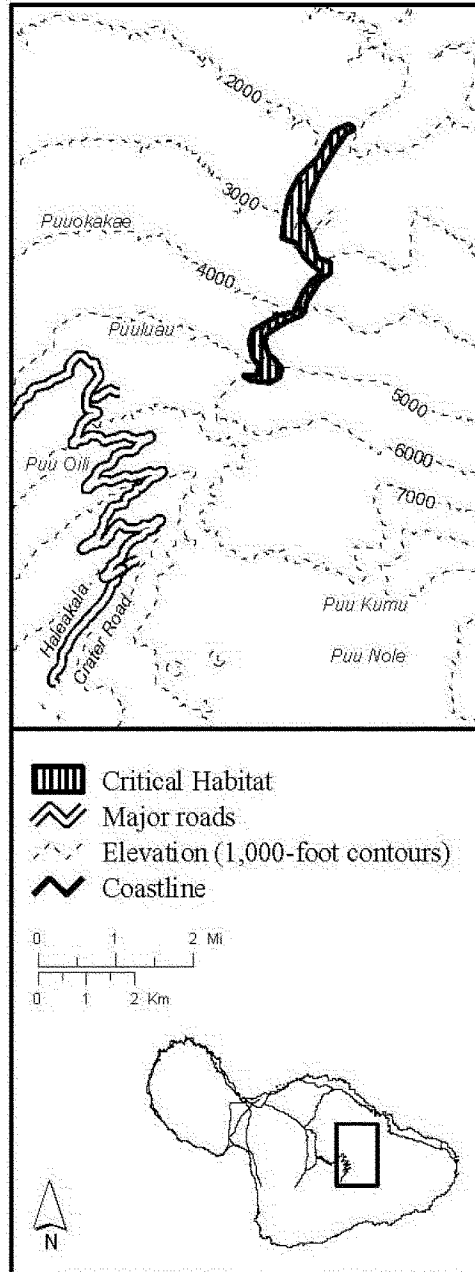 2000
3000
Puuokakae
4000
Puuluau
5000
6000
Puu Oili
7000
Puu Kumu
Haleakala
Crater Road
Puu Nole
Critical Habitat
Major roads
Elevation (1,000-foot contours)
Coastline
0 1 2 Mi
0 1 2 Km
N